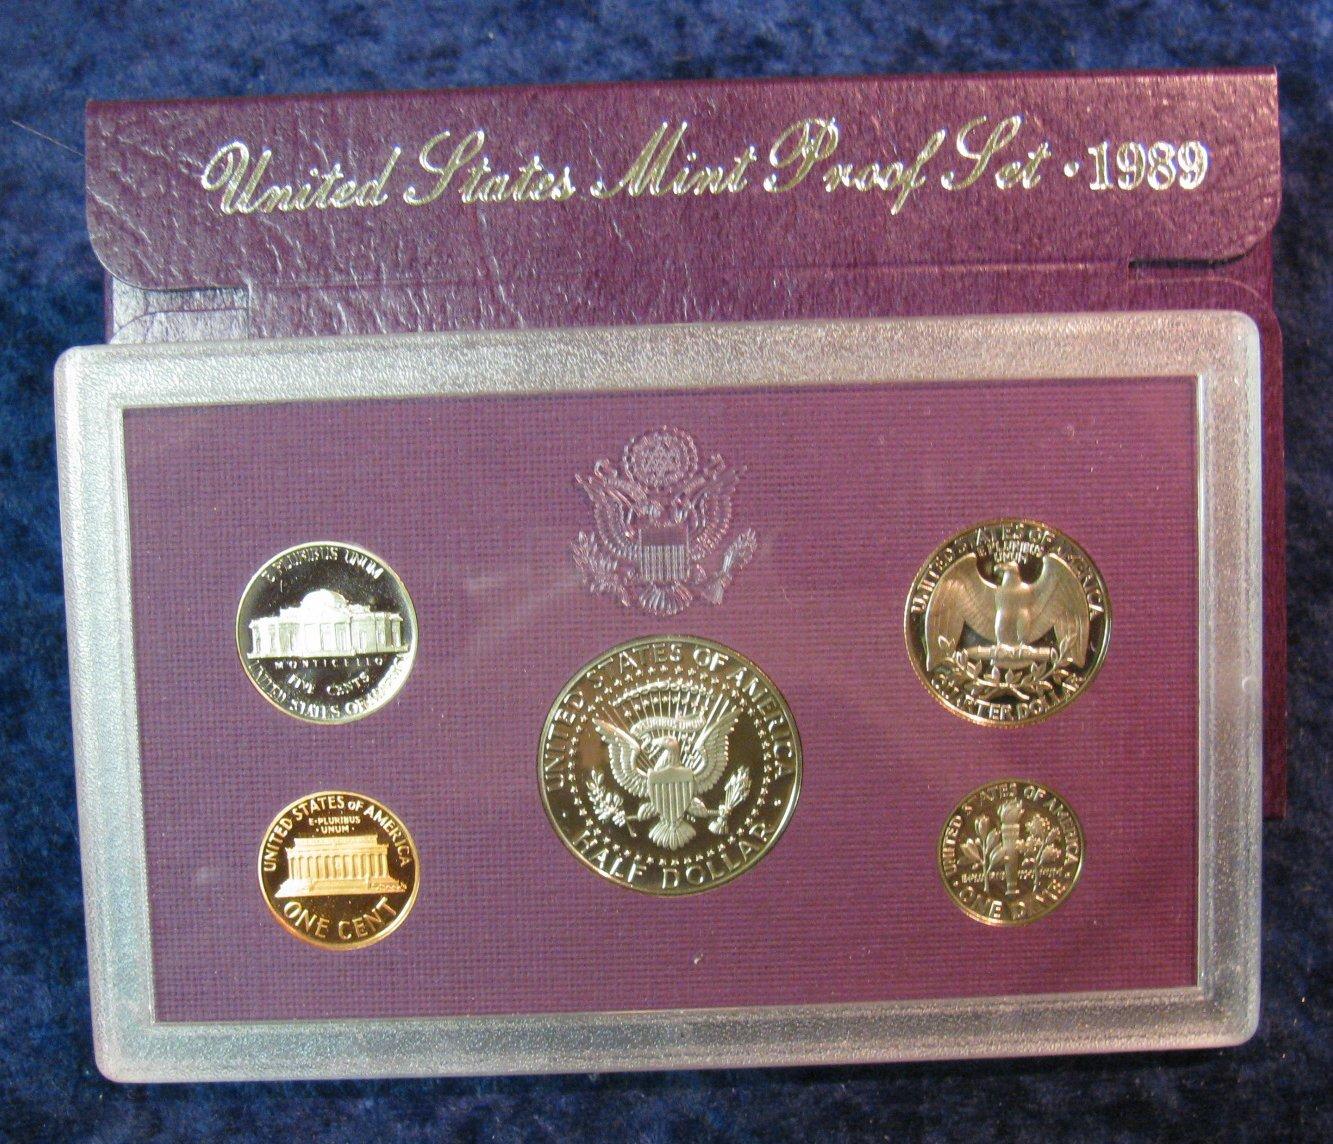 United States Mint Proof Set · 1989
E PLURIBUS UNUM
MONTICELLO
CENTS
UNITED STATES OF AMERICA
UNITED STATES OF AMERICA
E·PLURIBUS
·UNUM·
ONE CENT
UNITED STATES OF AMERICA
PLURIBUS UNUM
· HALF DOLLAR ·
UNITED STATES OF AMERICA
E PLURIBUS
UNUM
QUARTER DOLLAR
UNITED STATES OF AMERICA
· ONE DIME ·